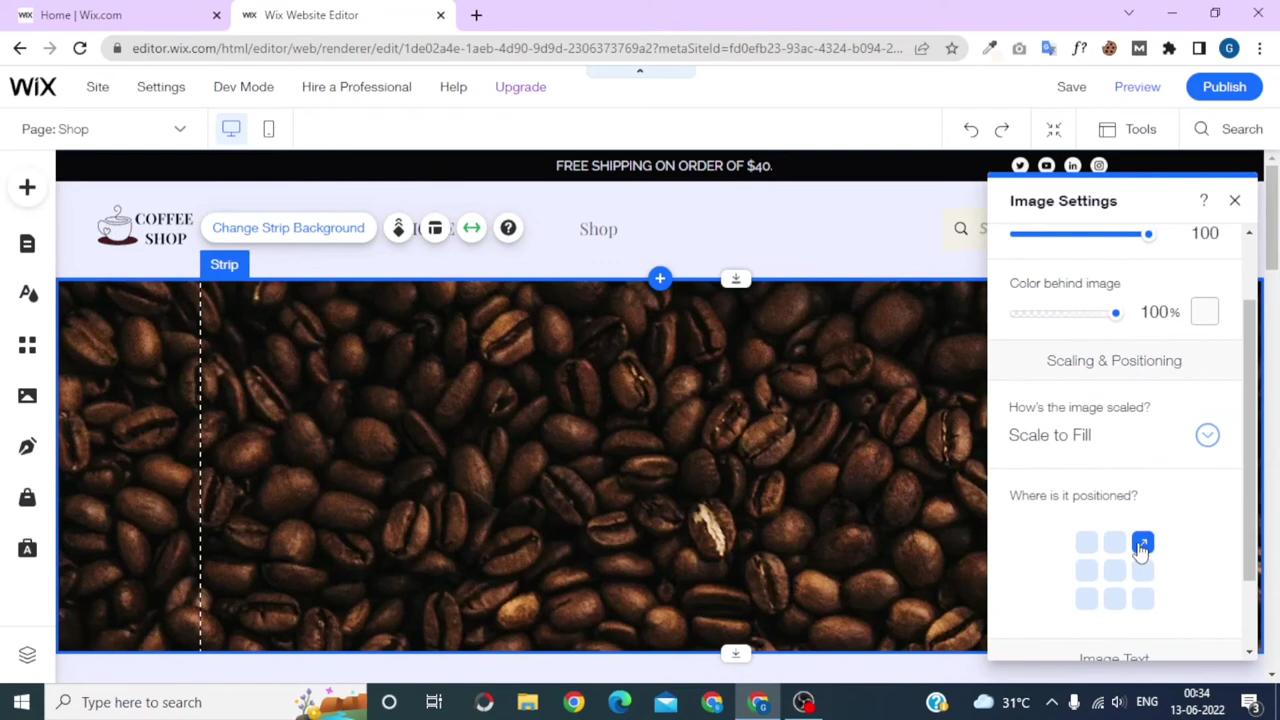 Home | Wix.com
WIX Wix Website Editor
editor.wix.com/html/editor/web/renderer/edit/1de02a4e-1aeb-4d90-9d9d-2306373769a2?metaSiteId=fd0efb23-93ac-4324-b094-2...
WIX Site Settings Dev Mode Hire a Professional Help Upgrade Save Preview Publish
Page: Shop Tools Search
FREE SHIPPING ON ORDER OF $40.
Image Settings
COFFEE
SHOP
Change Strip Background
Shop
Strip
100
Color behind image
100%
Scaling & Positioning
How's the image scaled?
Scale to Fill
Where is it positioned?
Image Text
Type here to search
31°C
ENG
00:34
13-06-2022
3